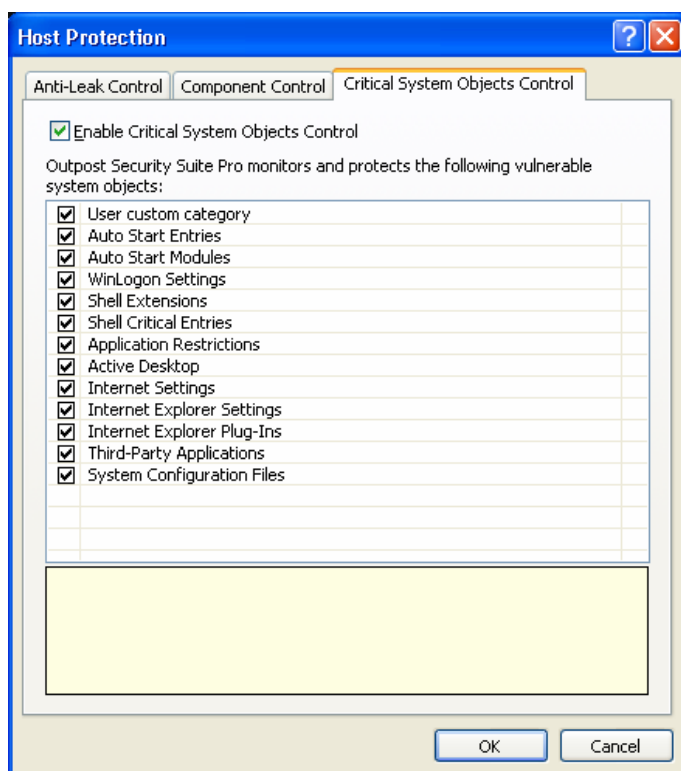 Host Protection
Anti-Leak Control
Component Control
Critical System Objects Control
Enable Critical System Objects Control
Outpost Security Suite Pro monitors and protects the following vulnerable
system objects:
User custom category
Auto Start Entries
Auto Start Modules
WinLogon Settings
Shell Extensions
Shell Critical Entries
Application Restrictions
Active Desktop
Internet Settings
Internet Explorer Settings
Internet Explorer Plug-Ins
Third-Party Applications
System Configuration Files
OK
Cancel